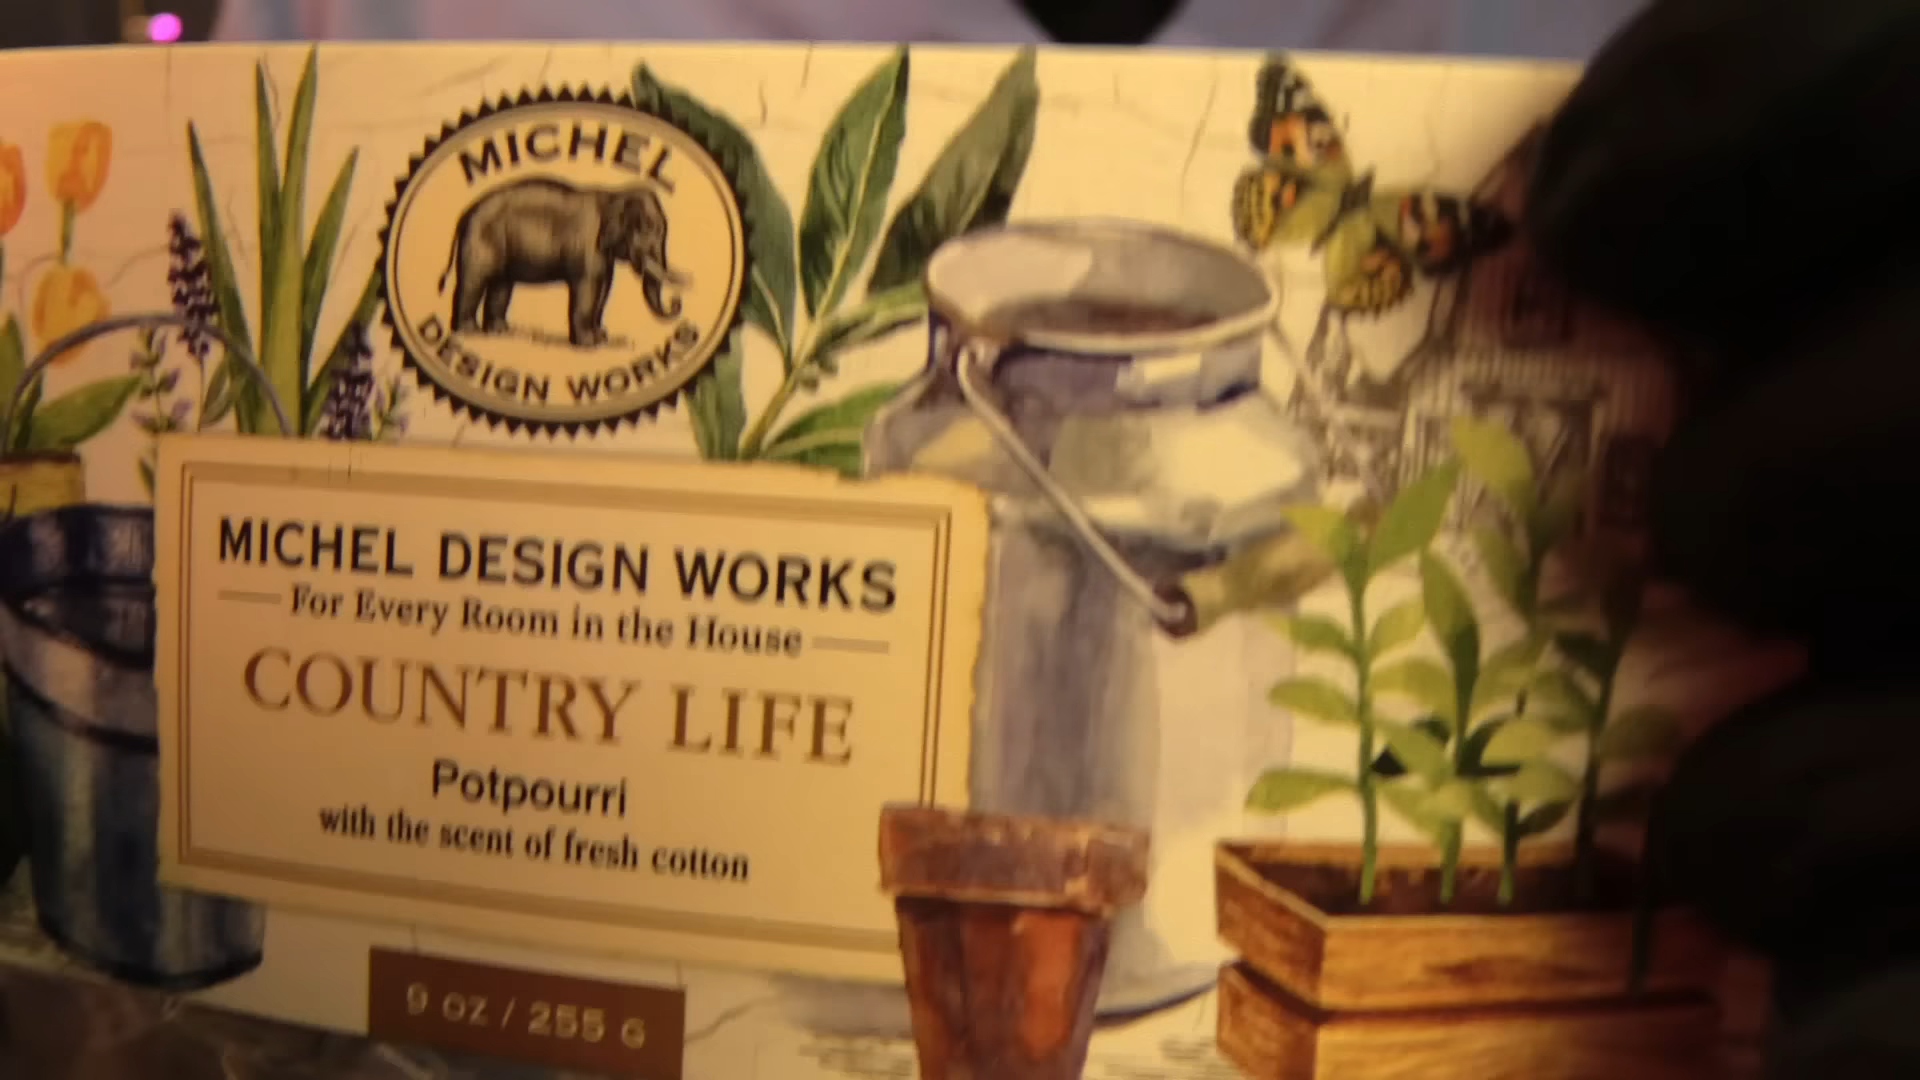 MICHEL
DESIGN WORKS
MICHEL DESIGN WORKS
For Every Room in the House
COUNTRY LIFE
Potpourri
with the scent of fresh cotton
9 oz / 255 G